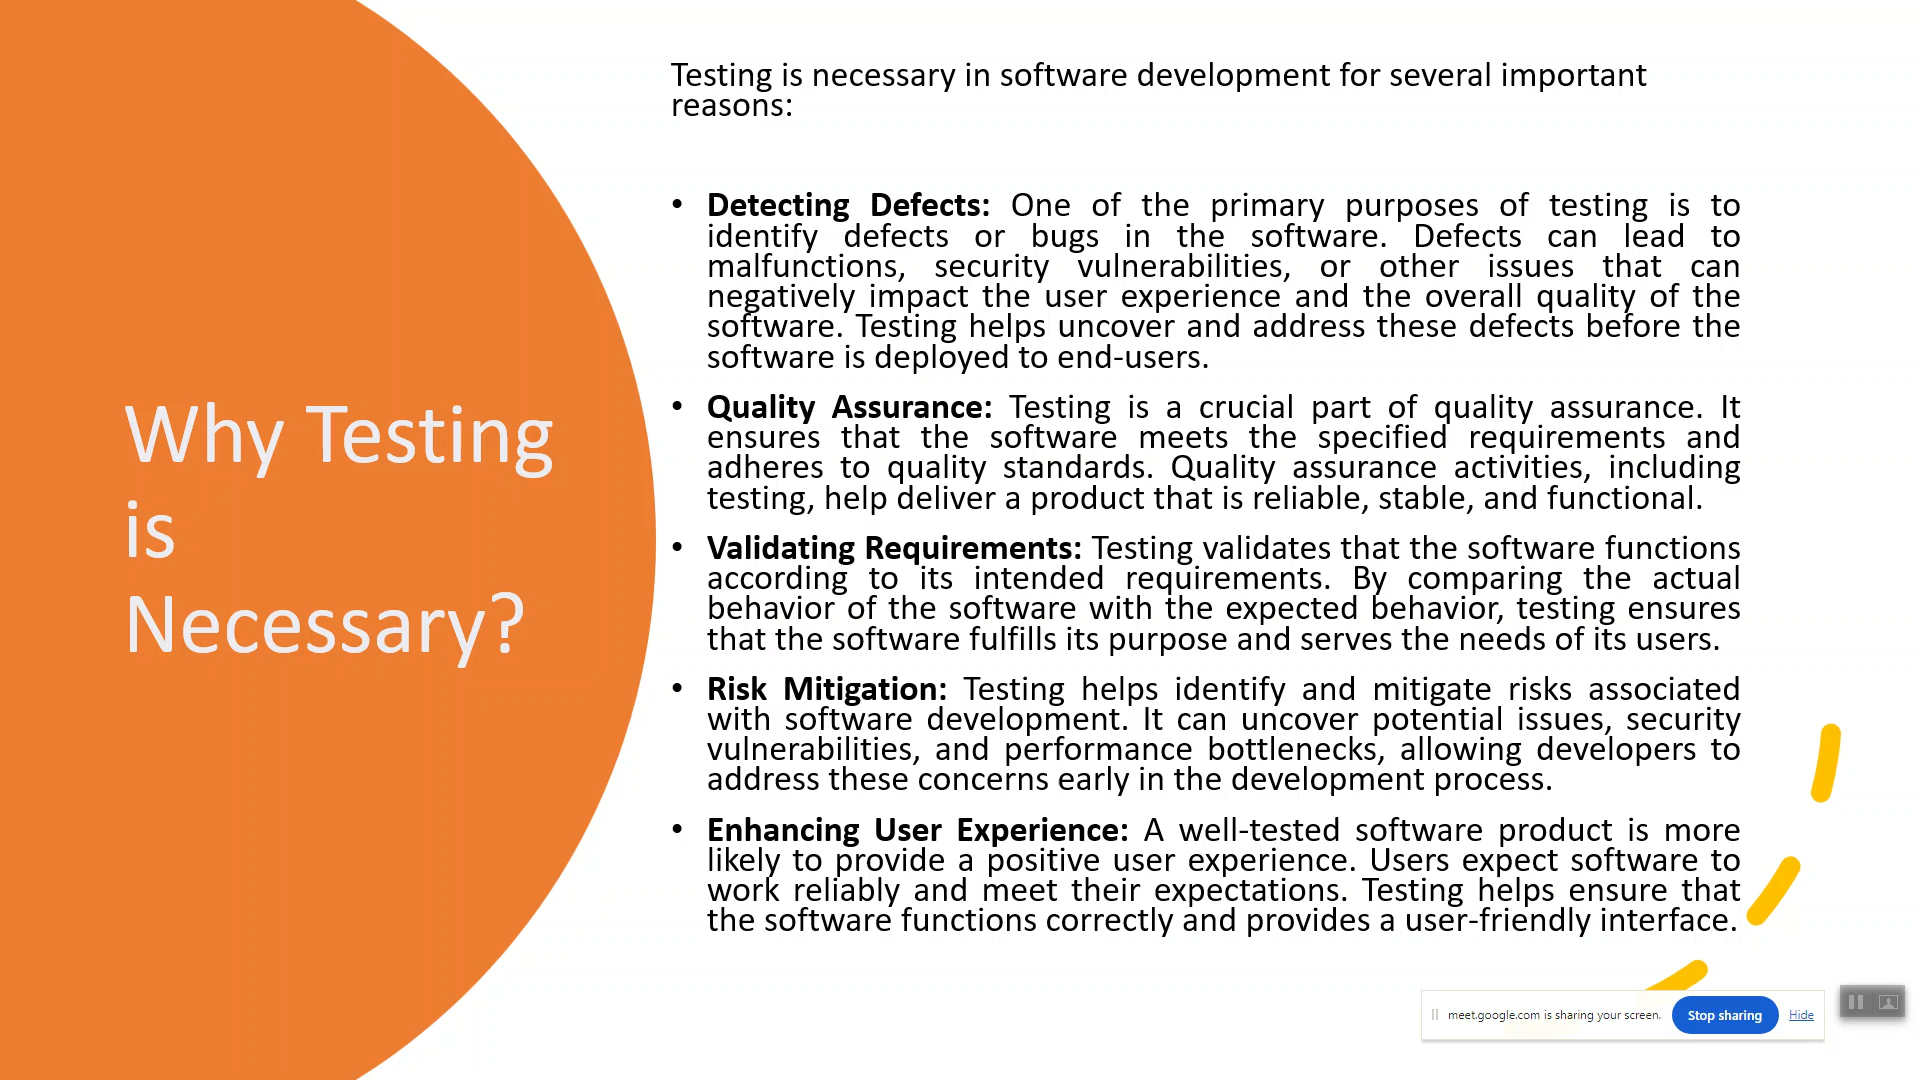 Why Testing
is
Necessary?
Testing is necessary in software development for several important
reasons:
• Detecting Defects: One of the primary purposes of testing is to
identify defects or bugs in the software. Defects can lead to
malfunctions, security vulnerabilities, or other issues that can
negatively impact the user experience and the overall quality of the
software. Testing helps uncover and address these defects before the
software is deployed to end-users.
• Quality Assurance: Testing is a crucial part of quality assurance. It
ensures that the software meets the specified requirements and
adheres to quality standards. Quality assurance activities, including
testing, help deliver a product that is reliable, stable, and functional.
• Validating Requirements: Testing validates that the software functions
according to its intended requirements. By comparing the actual
behavior of the software with the expected behavior, testing ensures
that the software fulfills its purpose and serves the needs of its users.
• Risk Mitigation: Testing helps identify and mitigate risks associated
with software development. It can uncover potential issues, security
vulnerabilities, and performance bottlenecks, allowing developers to
address these concerns early in the development process.
• Enhancing User Experience: A well-tested software product is more
likely to provide a positive user experience. Users expect software to
work reliably and meet their expectations. Testing helps ensure that
the software functions correctly and provides a user-friendly interface.
meet.google.com is sharing your screen. Stop sharing Hide